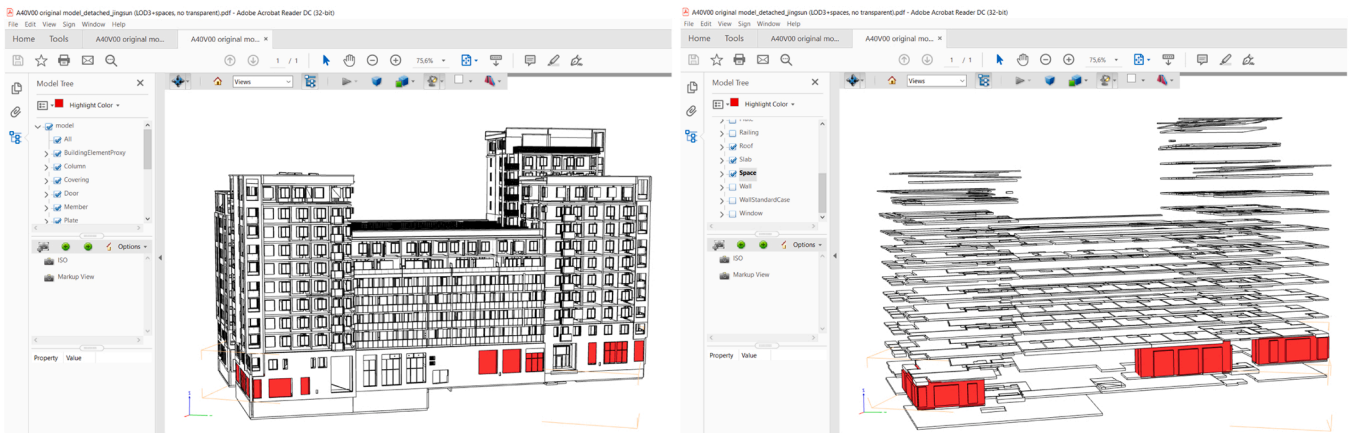 A40V00 original model_detached_jingsun (LOD3+spaces, no transparent).pdf - Adobe Acrobat Reader DC (32-bit)
File Edit View Sign Window Help
Home Tools A40V00 original mo... A40V00 original mo... ×
1 / 1 75,6%
Model Tree ×
Views
Highlight Color
model
All
BuildingElementProxy
Column
Covering
Door
Member
Plate
Options
ISO
Markup View
Property Value
A40V00 original model_detached_jingsun (LOD3+spaces, no transparent).pdf - Adobe Acrobat Reader DC (32-bit)
File Edit View Sign Window Help
Home Tools A40V00 original mo... A40V00 original mo... ×
1 / 1 75,6%
Model Tree ×
Views
Highlight Color
Railing
Roof
Slab
Space
Wall
WallStandardCase
Window
Options
ISO
Markup View
Property Value